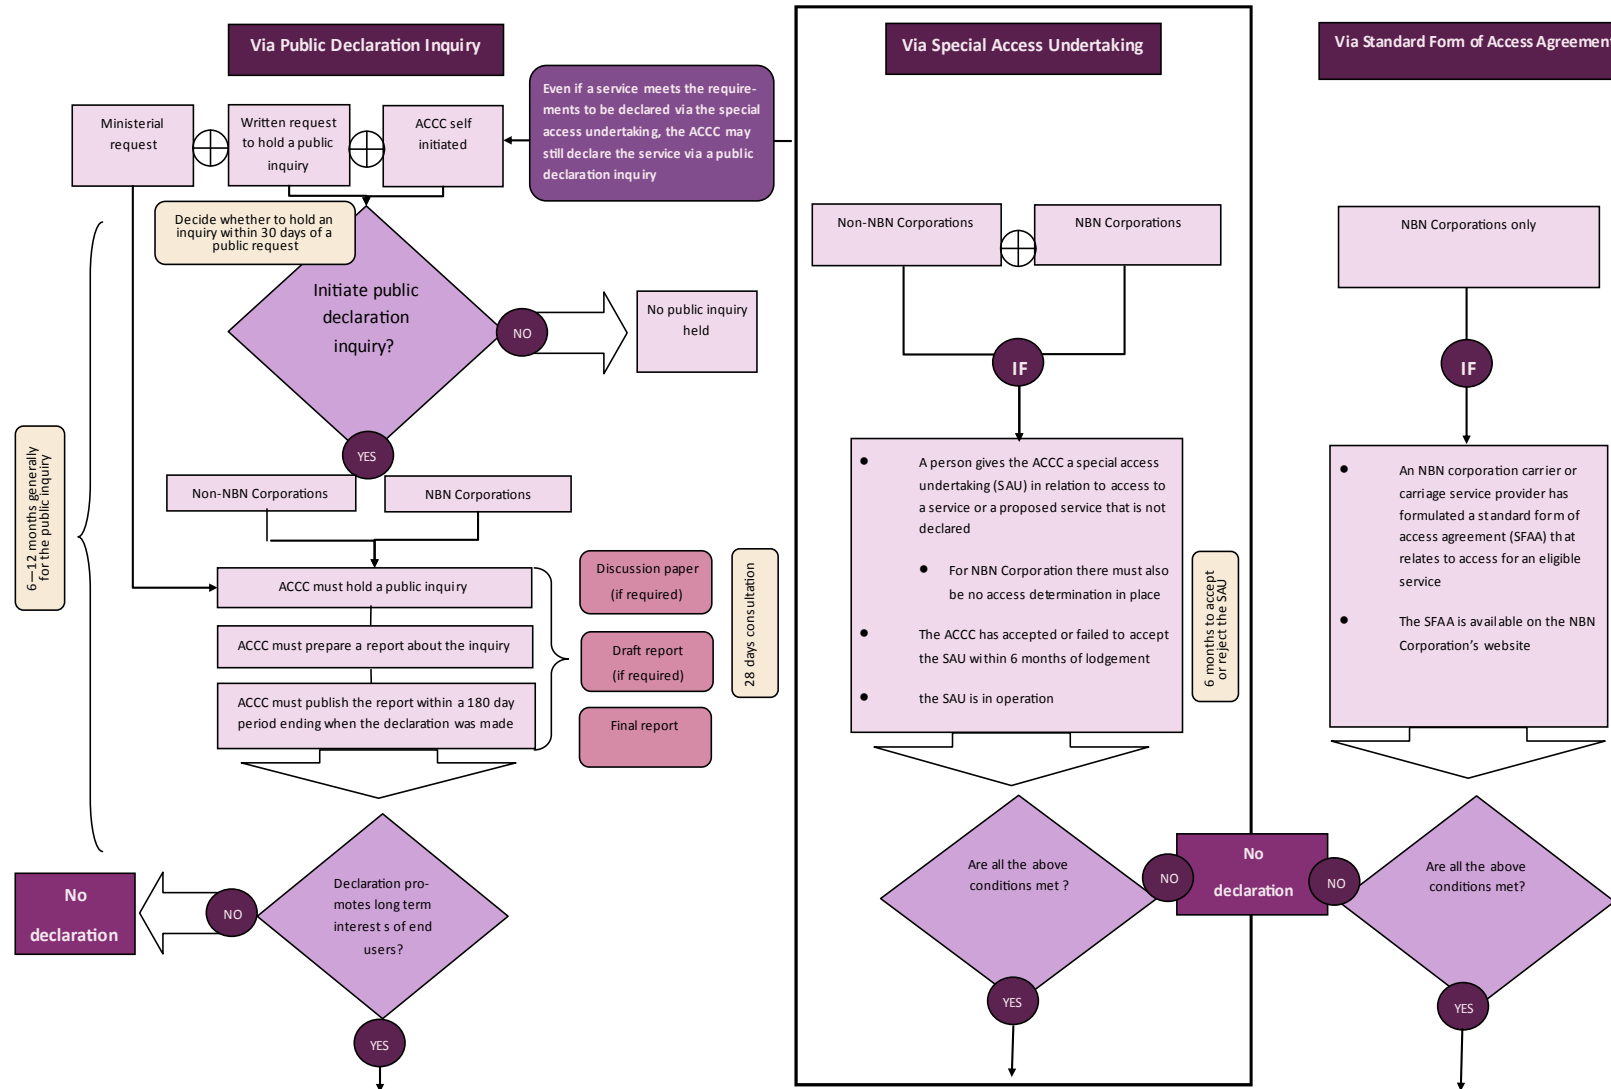 Via Public Declaration Inquiry
Via Special Access Undertaking
Via Standard Form of Access Agreement
Even if a service meets the require-
ments to be declared via the special
access undertaking, the ACCC may
still declare the service via a public
declaration inquiry
Ministerial
request
Written request
to hold a public
inquiry
ACCC self
initiated
Decide whether to hold an
inquiry within 30 days of a
public request
Initiate public
declaration
inquiry?
NO
No public inquiry
held
YES
Non-NBN Corporations
NBN Corporations
6—12 months generally
for the public inquiry
ACCC must hold a public inquiry
ACCC must prepare a report about the inquiry
ACCC must publish the report within a 180 day
period ending when the declaration was made
Discussion paper
(if required)
Draft report
(if required)
Final report
28 days consultation
Declaration pro-
motes long term
interest s of end
users?
NO
No
declaration
YES
Non-NBN Corporations
NBN Corporations
IF
• A person gives the ACCC a special access
undertaking (SAU) in relation to access to
a service or a proposed service that is not
declared
• For NBN Corporation there must also
be no access determination in place
• The ACCC has accepted or failed to accept
the SAU within 6 months of lodgement
• the SAU is in operation
6 months to accept
or reject the SAU
Are all the above
conditions met ?
NO
No
declaration
YES
NBN Corporations only
IF
• An NBN corporation carrier or
carriage service provider has
formulated a standard form of
access agreement (SFAA) that
relates to access for an eligible
service
• The SFAA is available on the NBN
Corporation's website
Are all the above
conditions met?
NO
YES